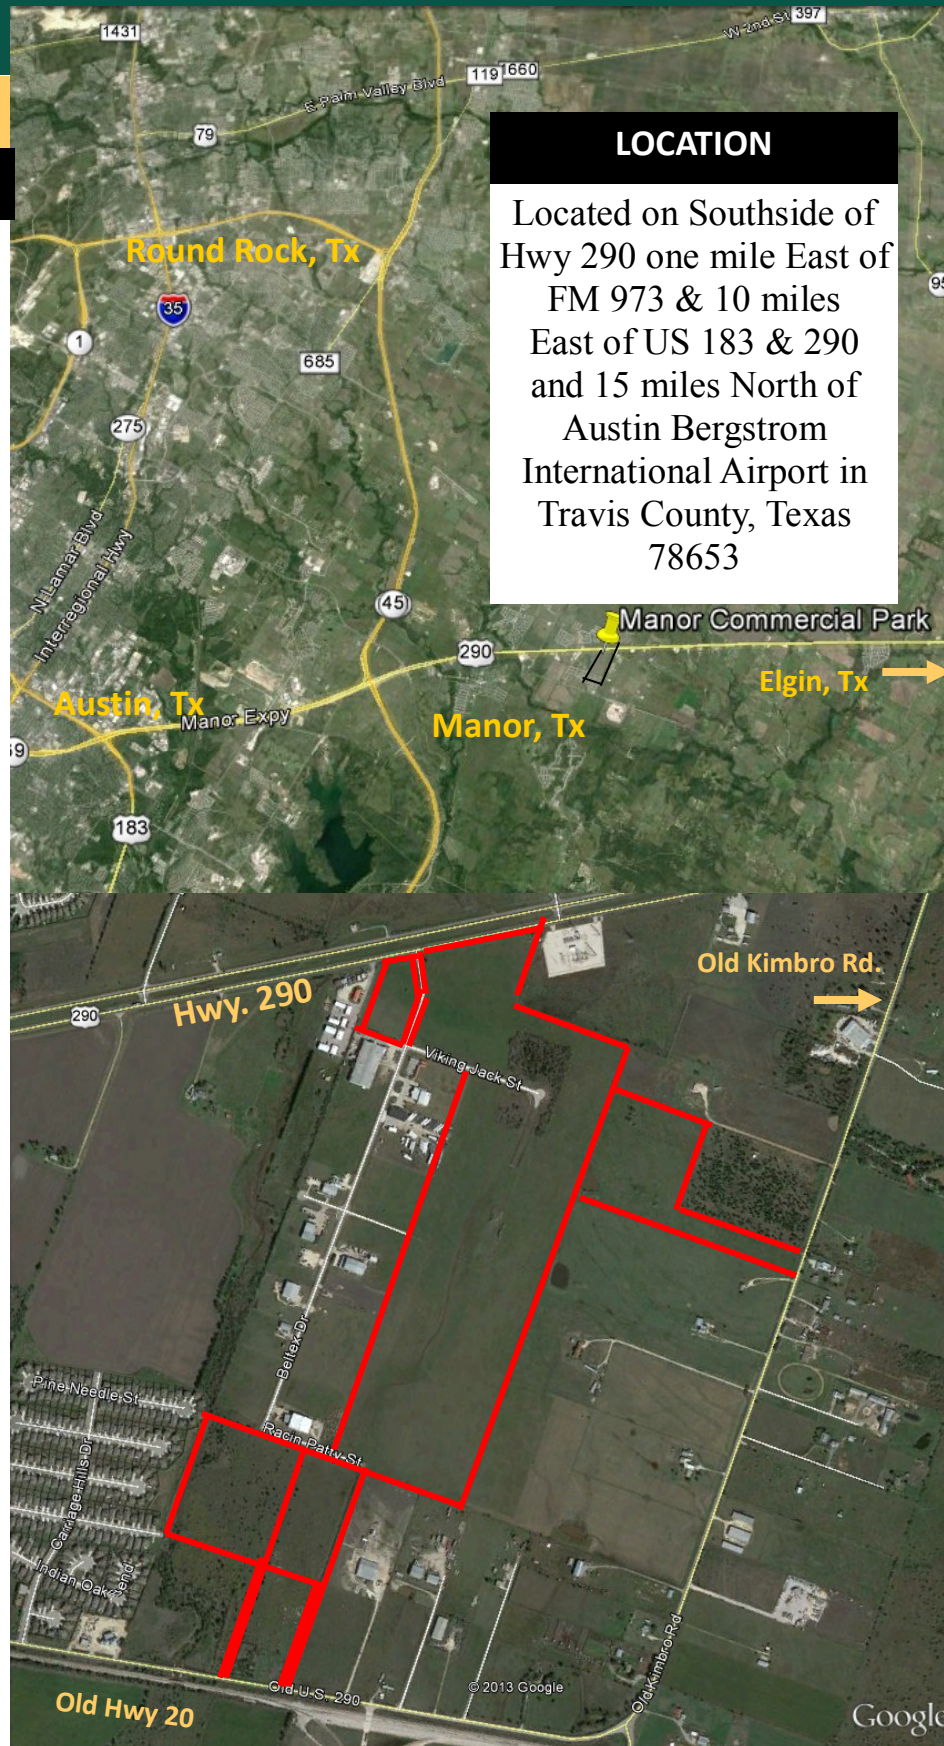 1431
397
W 2nd St
119
1660
E Palm Valley Blvd
79
LOCATION
Located on Southside of
Hwy 290 one mile East of
FM 973 & 10 miles
East of US 183 & 290
and 15 miles North of
Austin Bergstrom
International Airport in
Travis County, Texas
78653
Round Rock, Tx
95
35
1
685
275
N Lamar Blvd
Interregional Hwy
45
Manor Commercial Park
290
Elgin, Tx
Austin, Tx
Manor Expy
Manor, Tx
69
183
Old Kimbro Rd.
Hwy. 290
290
Viking Jack St
Beltex Dr
Pine Needle St
Racin Patty St
Carriage Hills Dr
Indian Oak
Bend
Old Kimbro Rd
© 2013 Google
Old U.S. 290
Old Hwy 20
Google